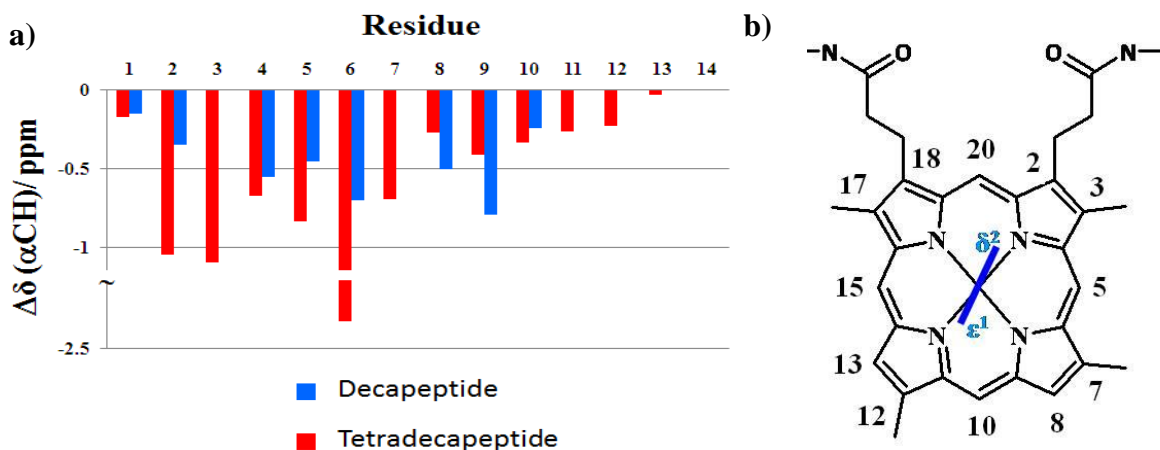 a)
Residue
1 2 3 4 5 6 7 8 9 10 11 12 13 14
0
-0.5
-1
~
-2.5
Δδ (αCH)/ ppm
Decapeptide
Tetradecapeptide
b)
–N O O N–
18 20 2
17 3
N δ² N
15 5
ε¹
N N
13 7
12 10 8